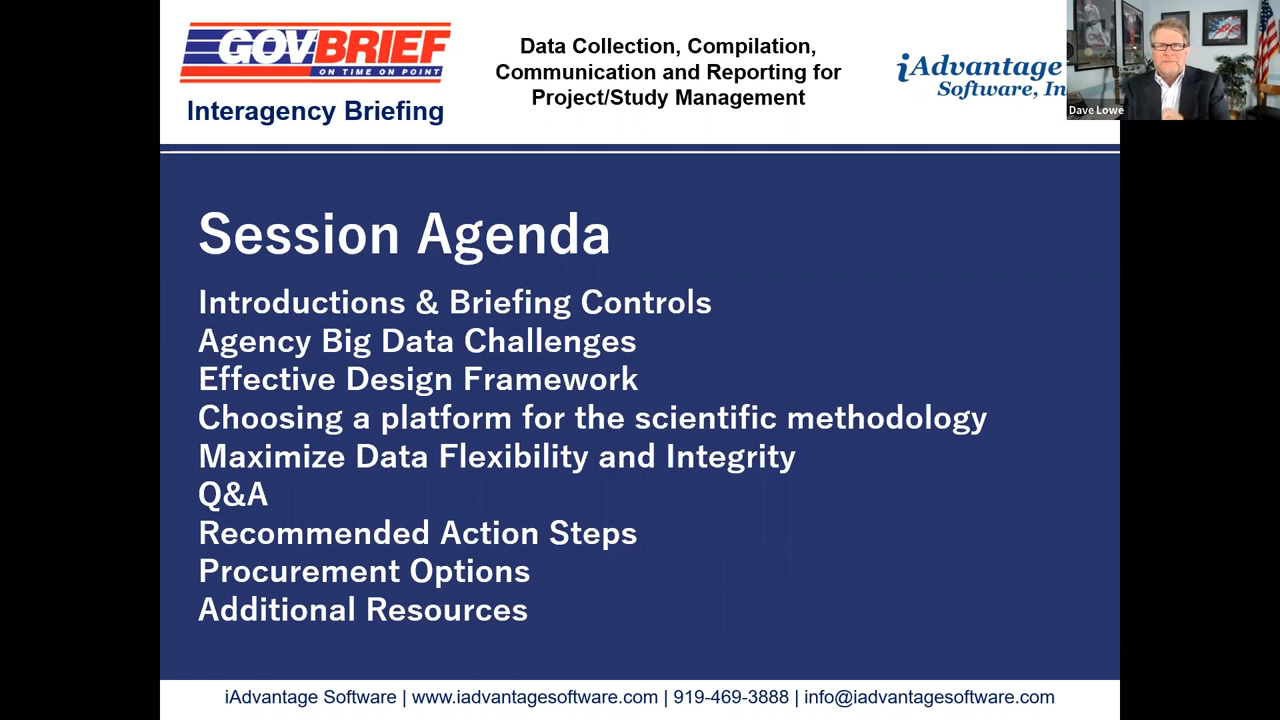 GOVBRIEF
ON TIME ON POINT
Interagency Briefing
Data Collection, Compilation,
Communication and Reporting for
Project/Study Management
iAdvantage
Software, In
Dave Lowe
Session Agenda
Introductions & Briefing Controls
Agency Big Data Challenges
Effective Design Framework
Choosing a platform for the scientific methodology
Maximize Data Flexibility and Integrity
Q&A
Recommended Action Steps
Procurement Options
Additional Resources
iAdvantage Software | www.iadvantagesoftware.com | 919-469-3888 | info@iadvantagesoftware.com